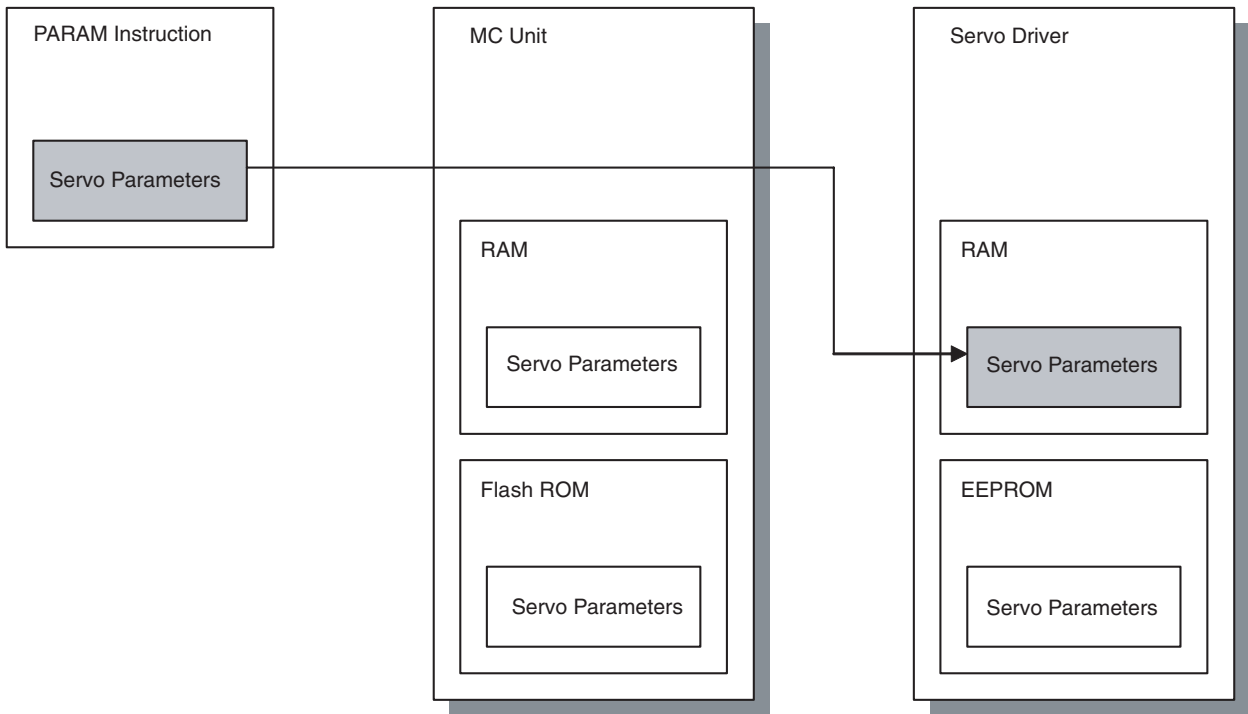 PARAM Instruction
Servo Parameters
MC Unit
RAM
Servo Parameters
Flash ROM
Servo Parameters
Servo Driver
RAM
Servo Parameters
EEPROM
Servo Parameters